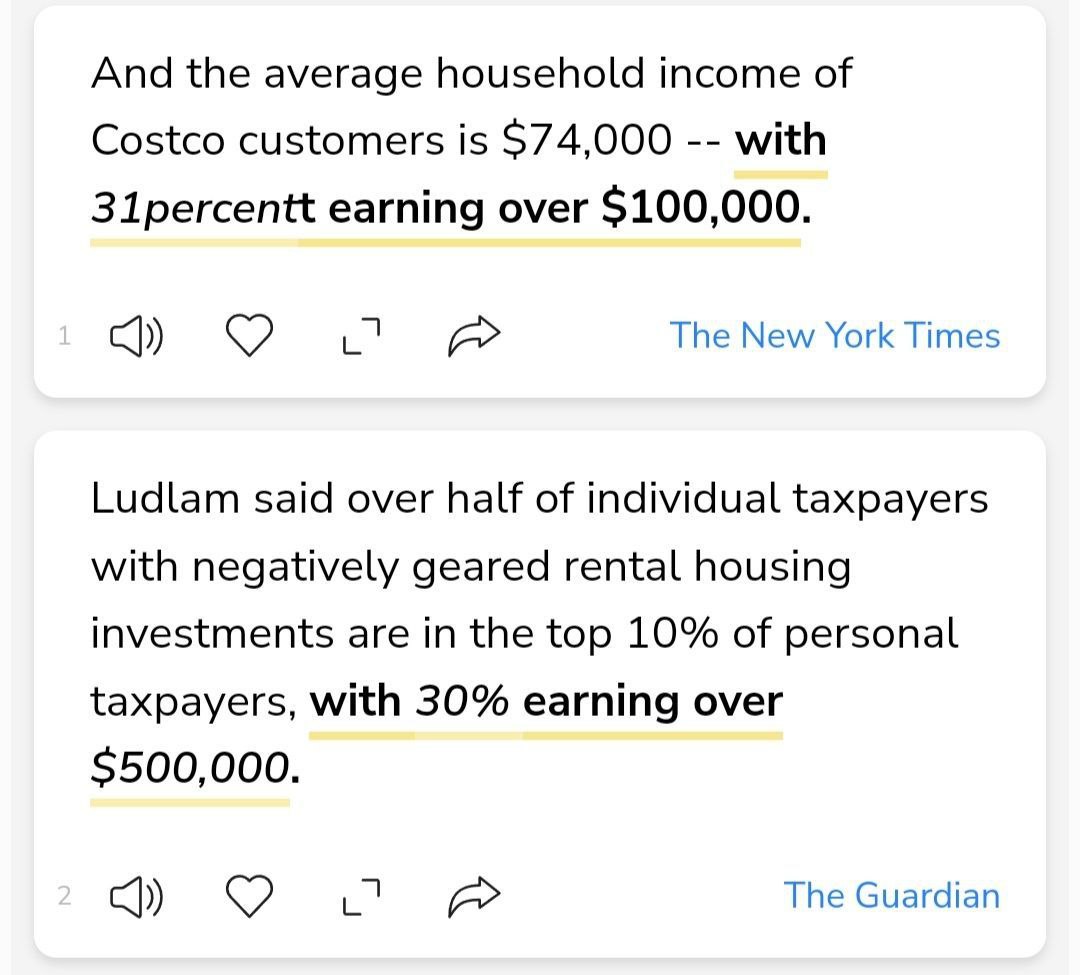 And the average household income of
Costco customers is $74,000 -- with
31percentt earning over $100,000.
1
The New York Times
Ludlam said over half of individual taxpayers
with negatively geared rental housing
investments are in the top 10% of personal
taxpayers, with 30% earning over
$500,000.
2
The Guardian